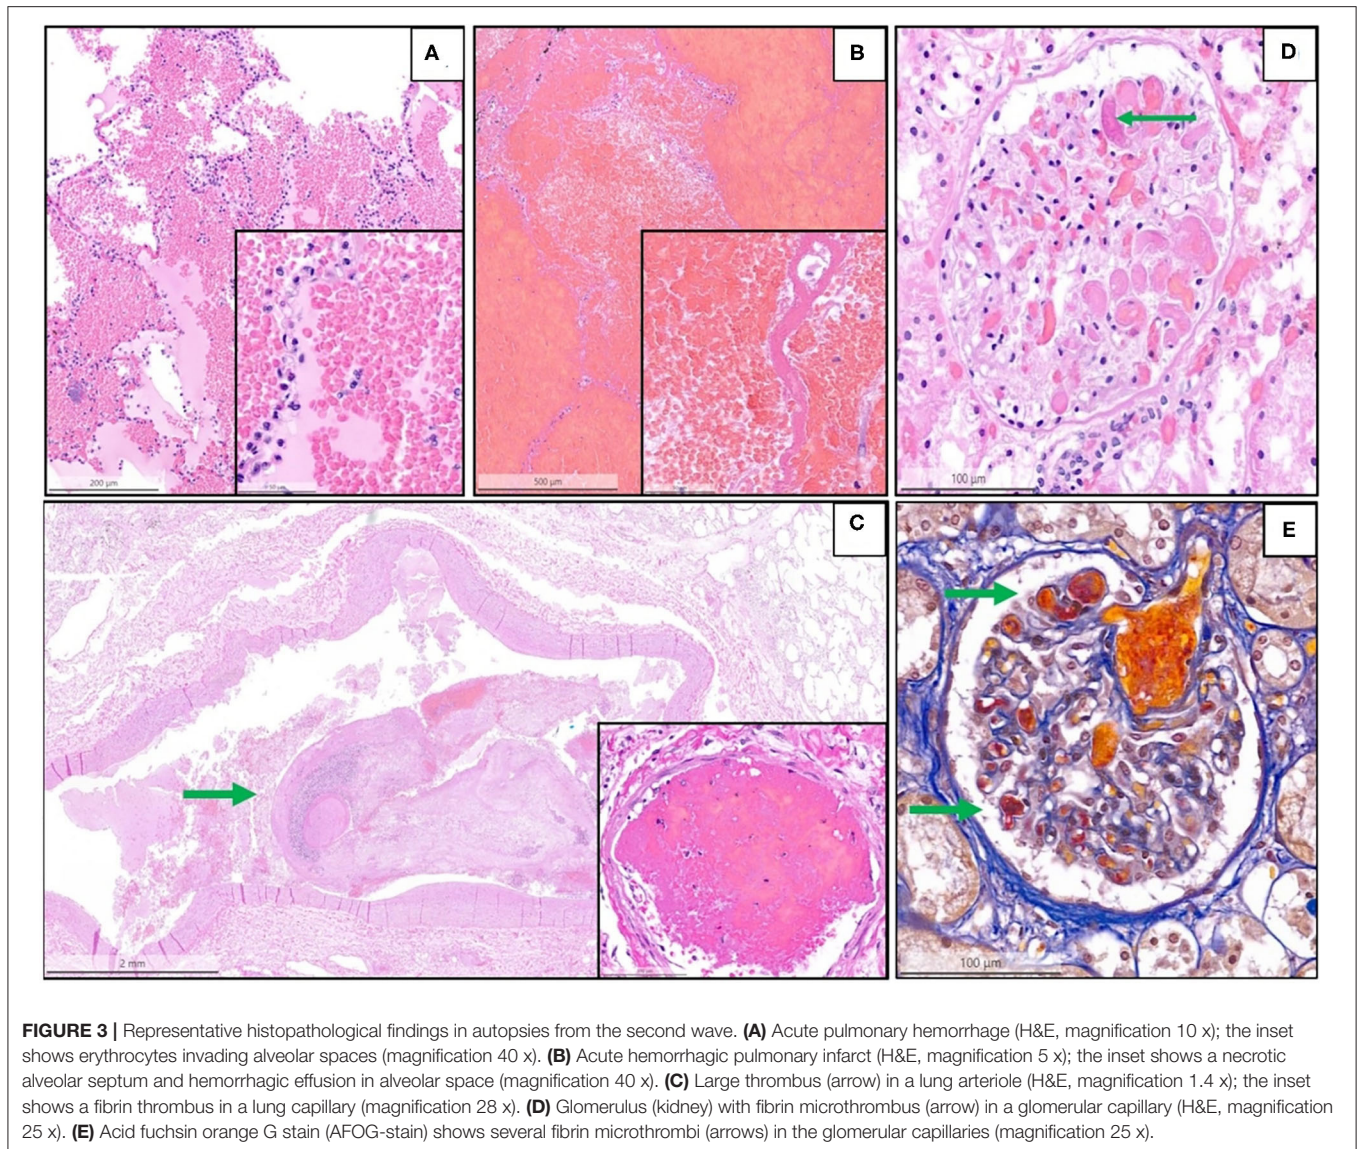 A
B
D
200 µm
500 µm
100 µm
C
E
2 mm
100 µm
FIGURE 3 | Representative histopathological findings in autopsies from the second wave. (A) Acute pulmonary hemorrhage (H&E, magnification 10 x); the inset
shows erythrocytes invading alveolar spaces (magnification 40 x). (B) Acute hemorrhagic pulmonary infarct (H&E, magnification 5 x); the inset shows a necrotic
alveolar septum and hemorrhagic effusion in alveolar space (magnification 40 x). (C) Large thrombus (arrow) in a lung arteriole (H&E, magnification 1.4 x); the inset
shows a fibrin thrombus in a lung capillary (magnification 28 x). (D) Glomerulus (kidney) with fibrin microthrombus (arrow) in a glomerular capillary (H&E, magnification
25 x). (E) Acid fuchsin orange G stain (AFOG-stain) shows several fibrin microthrombi (arrows) in the glomerular capillaries (magnification 25 x).